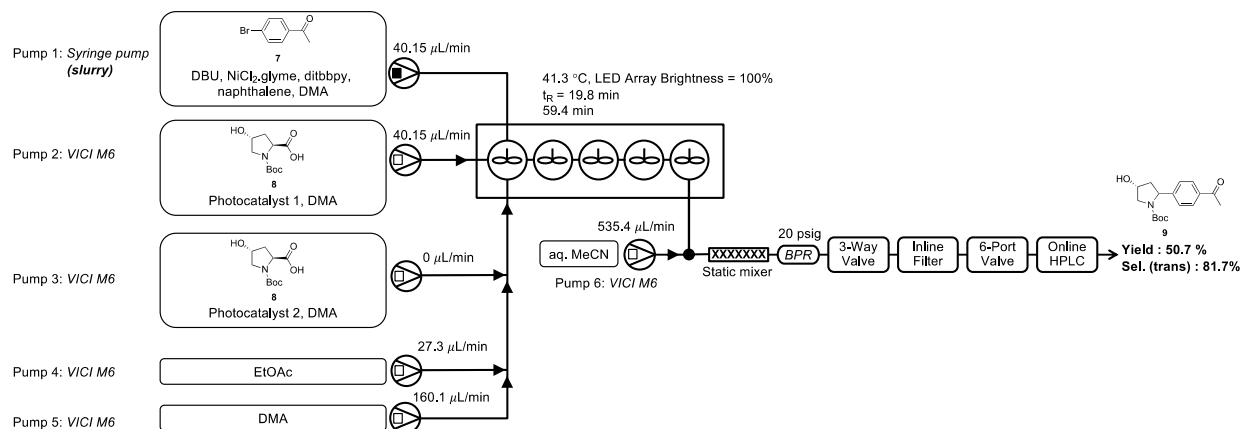 Pump 1: Syringe pump
(slurry)
Br
O
7
DBU, NiCl2.glyme, ditbbpy,
naphthalene, DMA
40.15 μL/min
41.3 °C, LED Array Brightness = 100%
tR = 19.8 min
59.4 min
Pump 2: VICI M6
HO
O
OH
N
Boc
8
Photocatalyst 1, DMA
40.15 μL/min
Pump 3: VICI M6
HO
O
OH
N
Boc
8
Photocatalyst 2, DMA
0 μL/min
535.4 μL/min
aq. MeCN
Pump 6: VICI M6
XXXXXXX
Static mixer
20 psig
BPR
3-Way
Valve
Inline
Filter
6-Port
Valve
Online
HPLC
HO
O
N
Boc
9
Yield : 50.7 %
Sel. (trans) : 81.7%
Pump 4: VICI M6
EtOAc
27.3 μL/min
Pump 5: VICI M6
DMA
160.1 μL/min